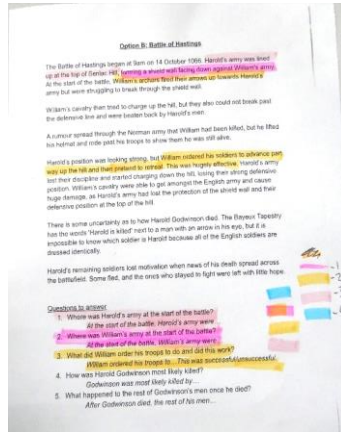 Option B: Battle of Hastings
The Battle of Hastings began at 9am on 14 October 1066. Harold's army was lined
up at the top of Senlac Hill, forming a shield wall facing down against William's army.
At the start of the battle, William's archers fired their arrows up towards Harold's
army but were struggling to break through the shield wall.
William's cavalry then tried to charge up the hill, but they also could not break past
the defensive line and were beaten back by Harold's men.
A rumour spread through the Norman army that William had been killed, but he lifted
his helmet and rode past his troops to show them he was still alive.
Harold's position was looking strong, but William ordered his soldiers to advance part
way up the hill and then pretend to retreat. This was hugely effective. Harold's army
lost their discipline and started charging down the hill, losing their strong defensive
position. William's cavalry were able to get amongst the English army and cause
huge damage, as Harold's army had lost the protection of the shield wall and their
defensive position at the top of the hill.
There is some uncertainty as to how Harold Godwinson died. The Bayeux Tapestry
has the words 'Harold is killed' next to a man with an arrow in his eye, but it is
impossible to know which soldier is Harold because all of the English soldiers are
dressed identically.
Harold's remaining soldiers lost motivation when news of his death spread across
the battlefield. Some fled, and the ones who stayed to fight were left with little hope.
Questions to answer
1. Where was Harold's army at the start of the battle?
At the start of the battle, Harold's army were
2. Where was William's army at the start of the battle?
At the start of the battle, William's army were
3. What did William order his troops to do and did this work?
William ordered his troops to... This was successful/unsuccessful.
4. How was Harold Godwinson most likely killed?
Godwinson was most likely killed by...
5. What happened to the rest of Godwinson's men once he died?
After Godwinson died, the rest of his men...